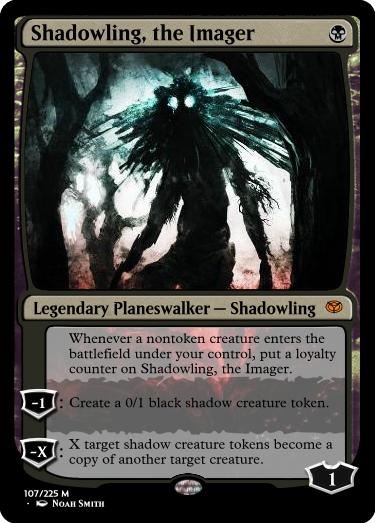 Shadowling, the Imager
Legendary Planeswalker — Shadowling
Whenever a nontoken creature enters the
battlefield under your control, put a loyalty
counter on Shadowling, the Imager.
-1: Create a 0/1 black shadow creature token.
-X: X target shadow creature tokens become a
copy of another target creature.
1
107/225 M
· Noah Smith